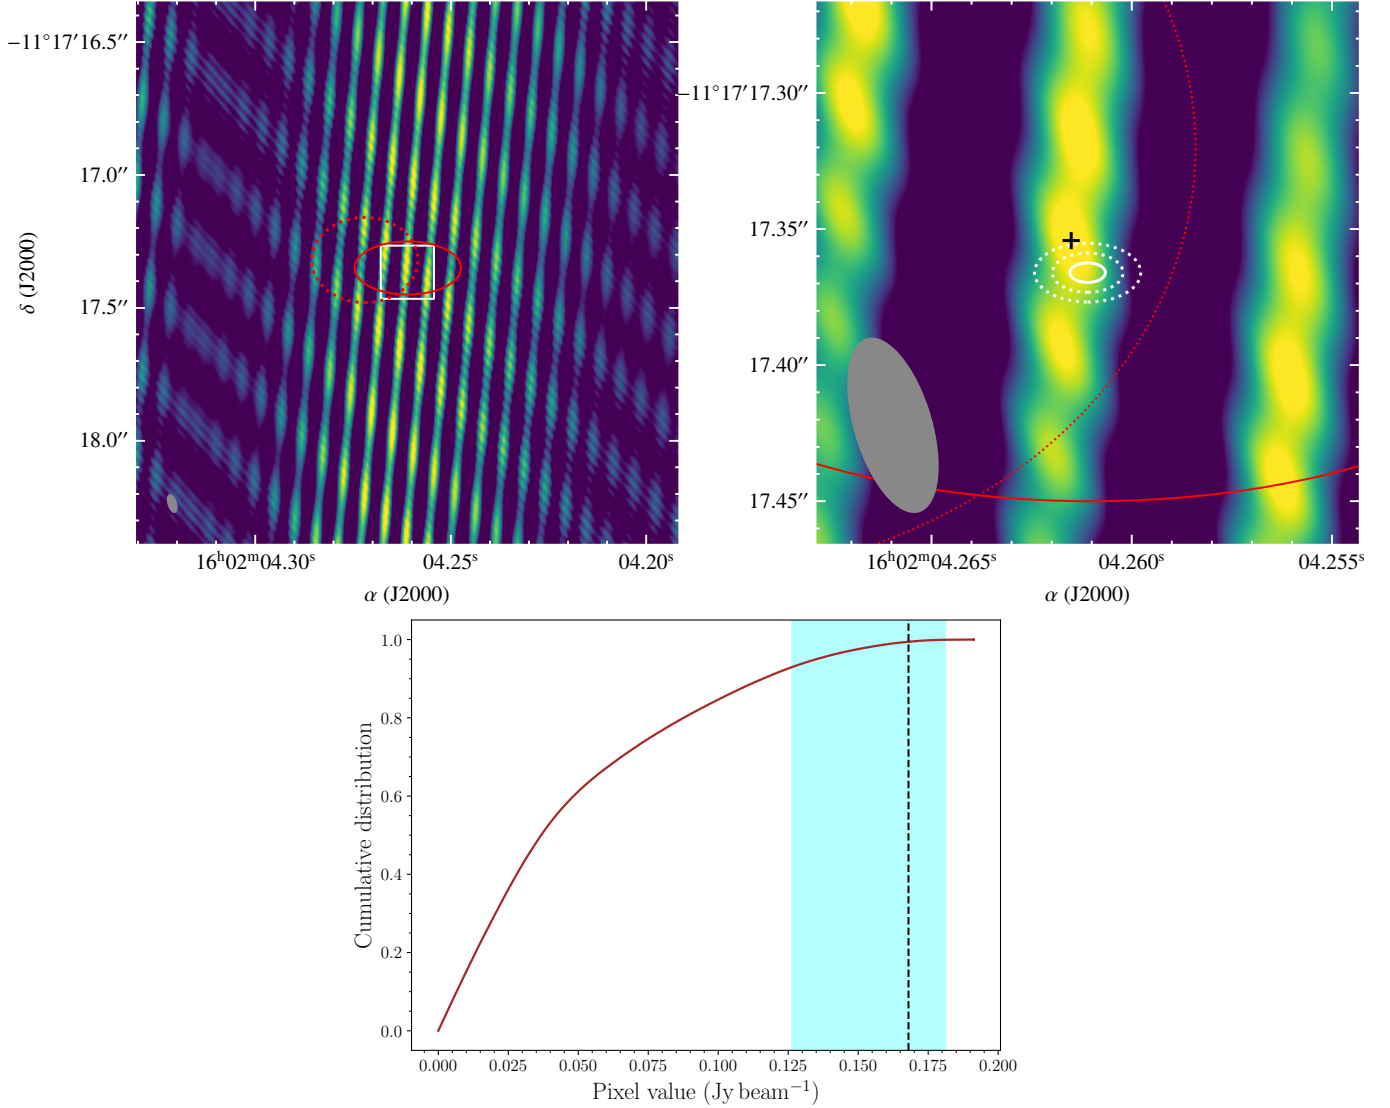 −11°17′16.5″
17.0″
17.5″
18.0″
δ (J2000)
16ʰ02ᵐ04.30ˢ
04.25ˢ
04.20ˢ
α (J2000)
−11°17′17.30″
17.35″
17.40″
17.45″
16ʰ02ᵐ04.265ˢ
04.260ˢ
04.255ˢ
α (J2000)
1.0
0.8
0.6
0.4
0.2
0.0
Cumulative distribution
0.000 0.025 0.050 0.075 0.100 0.125 0.150 0.175 0.200
Pixel value (Jy beam⁻¹)